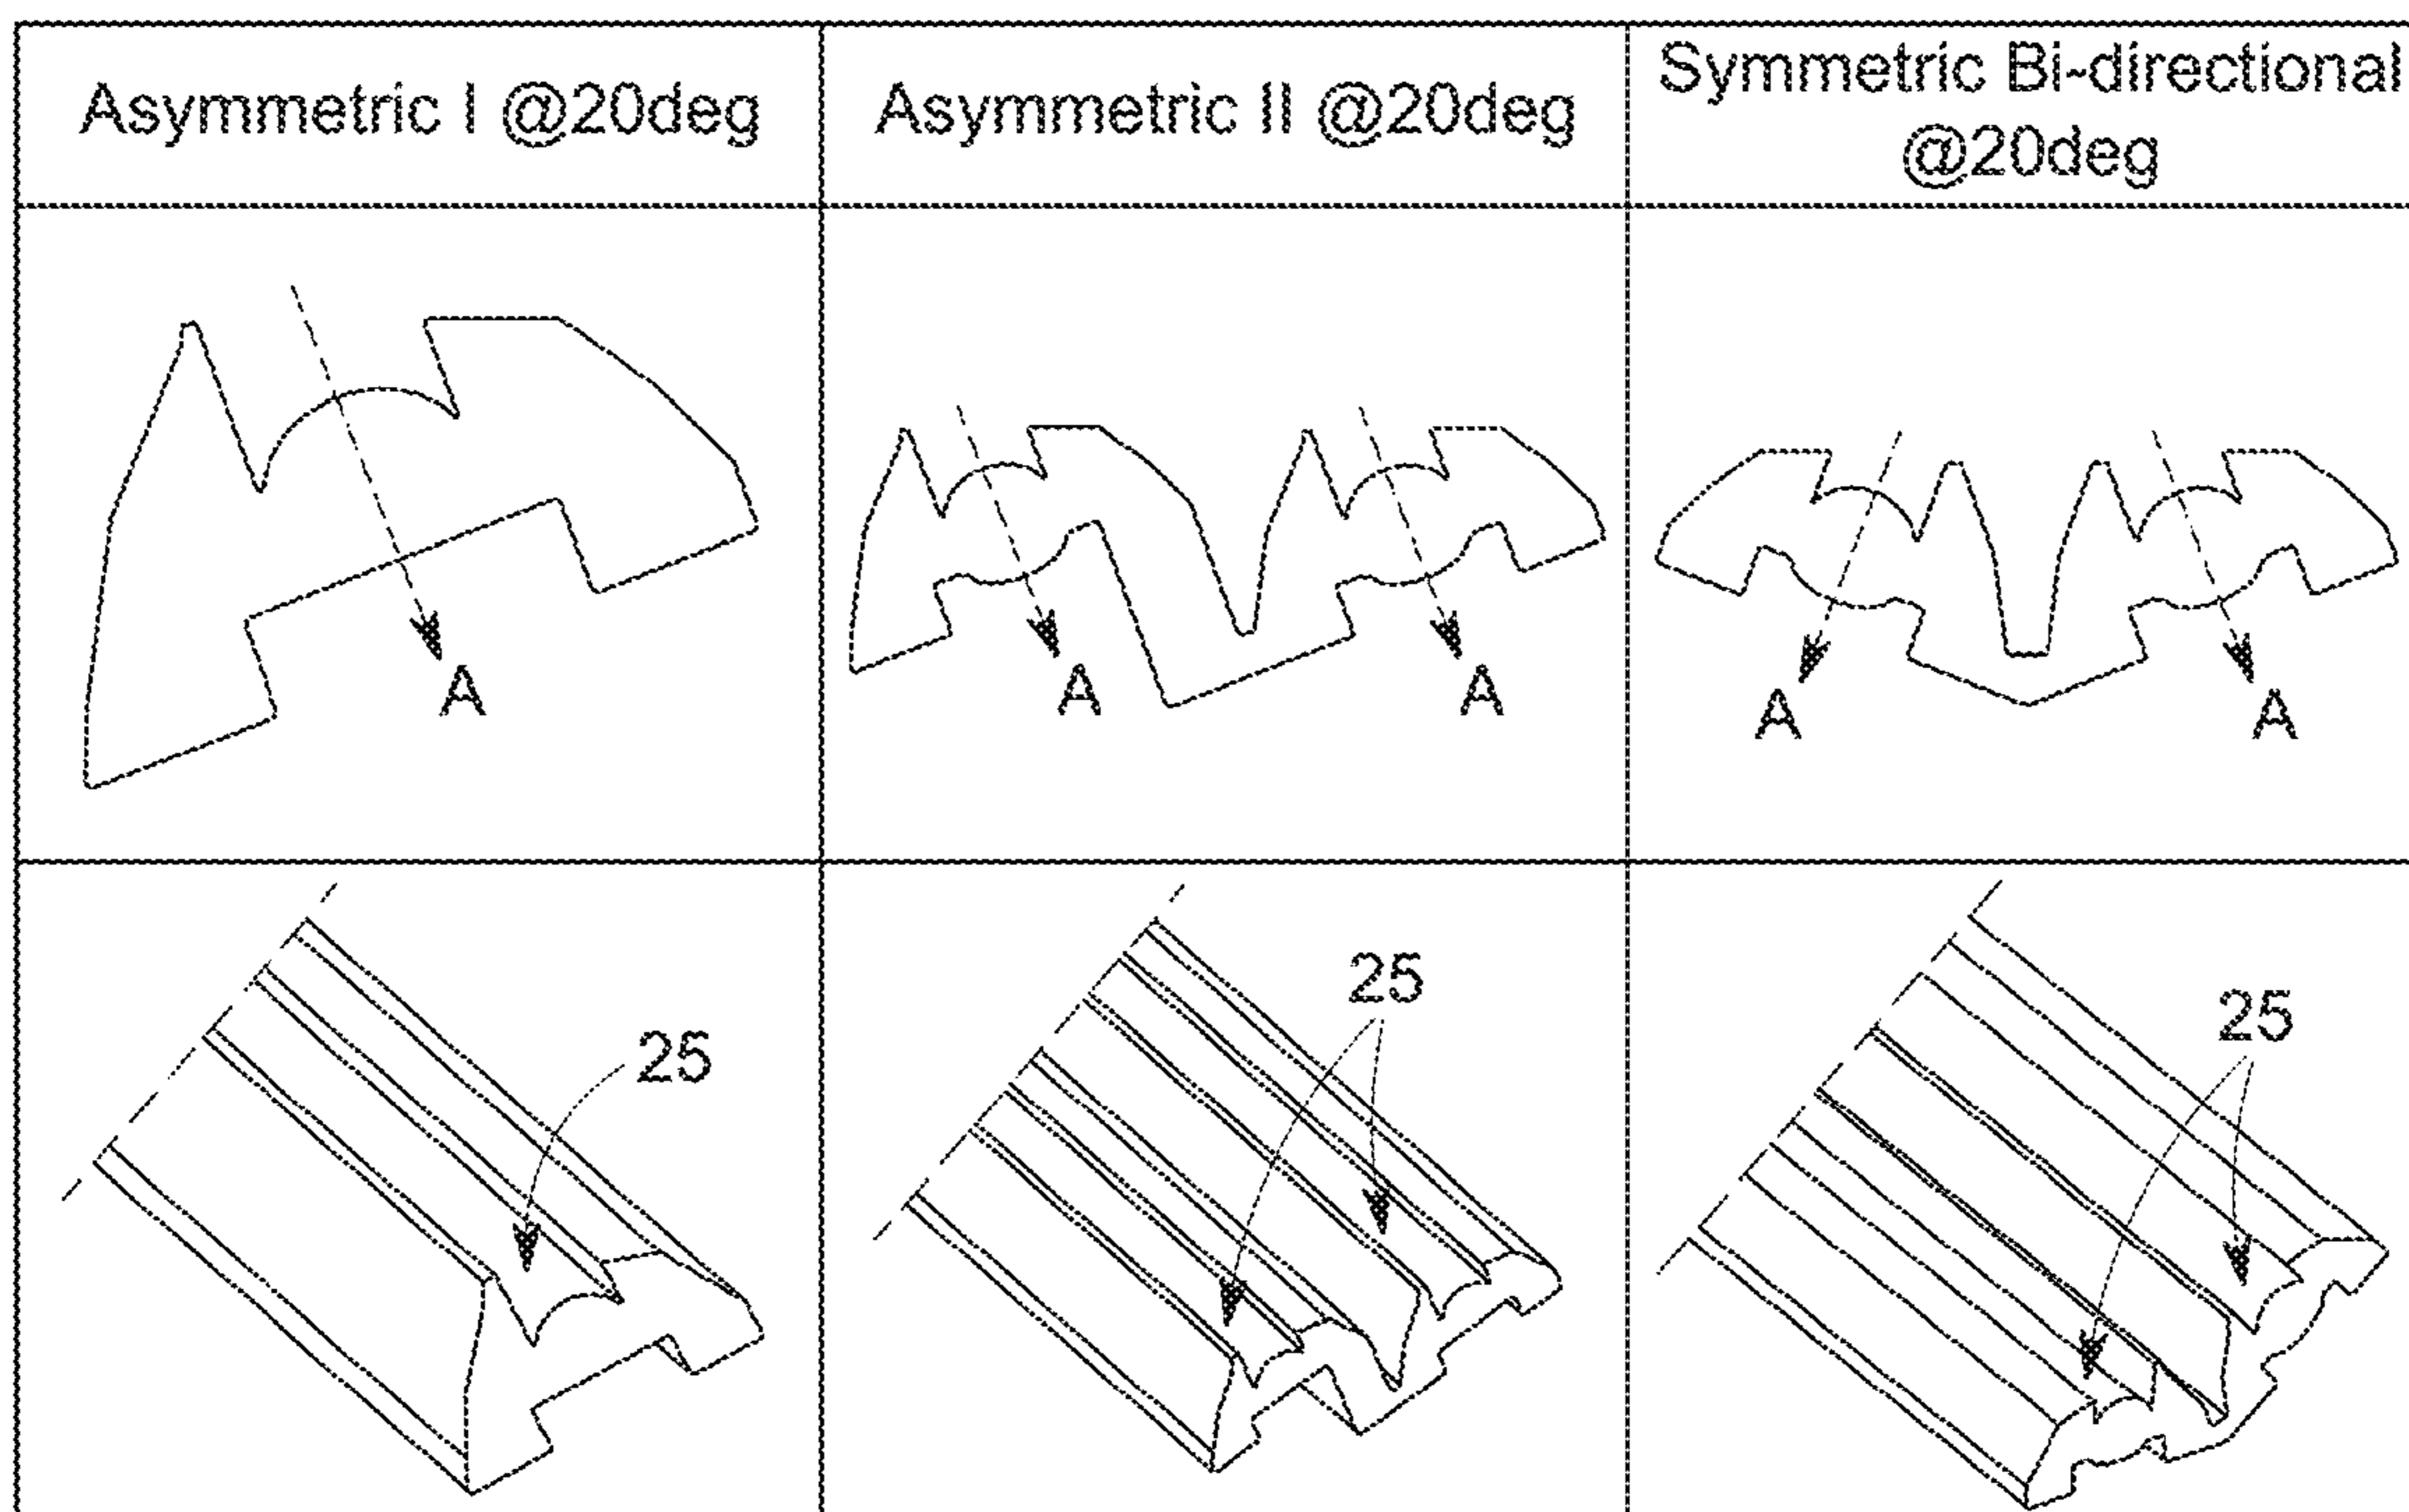 Asymmetric I @20deg
Asymmetric II @20deg
Symmetric Bi-directional
@20deg
A
A
A
A
A
25
25
25